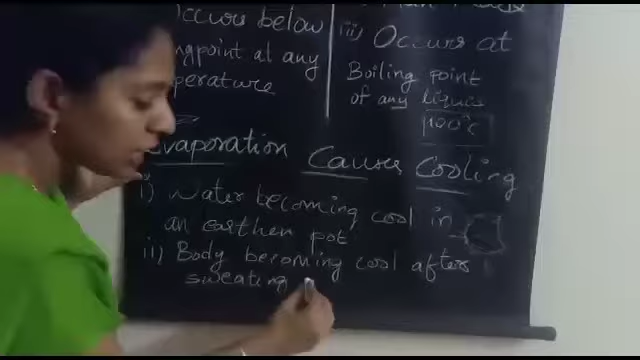 Occurs below
point at any
perature
iii) Occurs at
Boiling point
of any liquid
100°C
Evaporation Causes Cooling
i) Water becoming cool in
an earthen pot
ii) Body becoming cool after
sweating